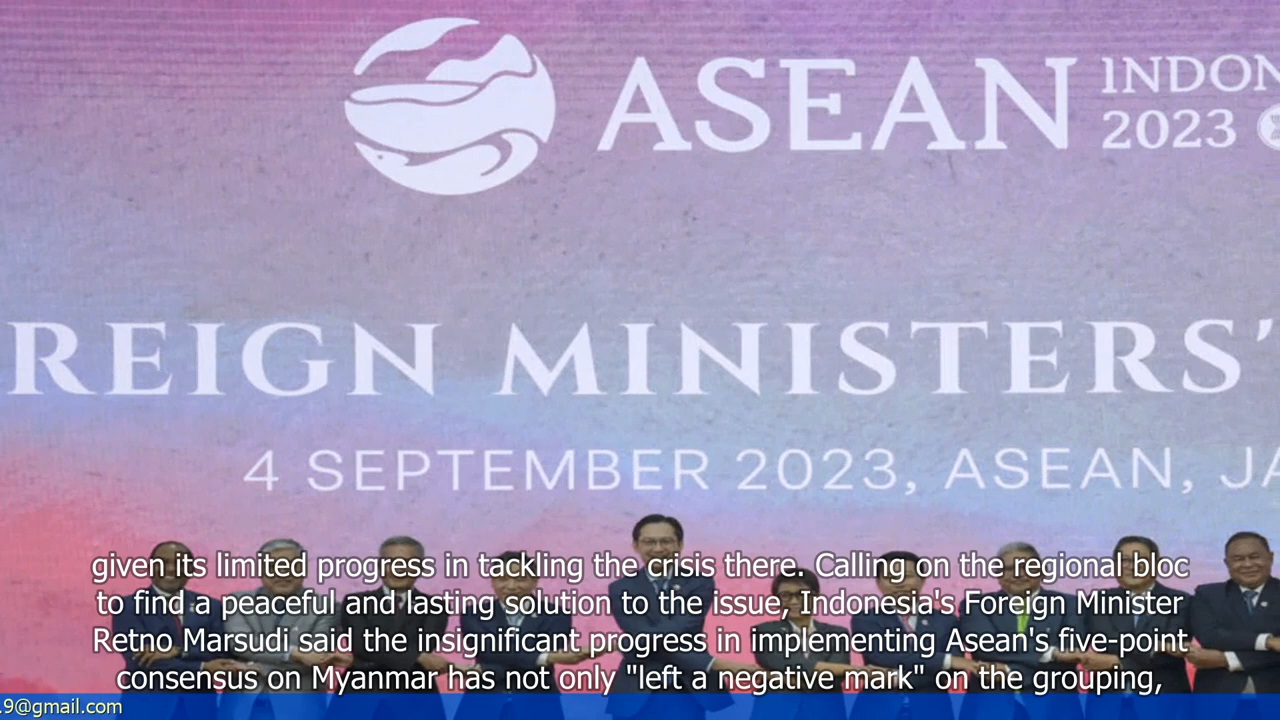 ASEAN
INDON
2023
REIGN MINISTERS'
4 SEPTEMBER 2023, ASEAN, JA
given its limited progress in tackling the crisis there. Calling on the regional bloc
to find a peaceful and lasting solution to the issue, Indonesia's Foreign Minister
Retno Marsudi said the insignificant progress in implementing Asean's five-point
consensus on Myanmar has not only "left a negative mark" on the grouping,
.9@gmail.com